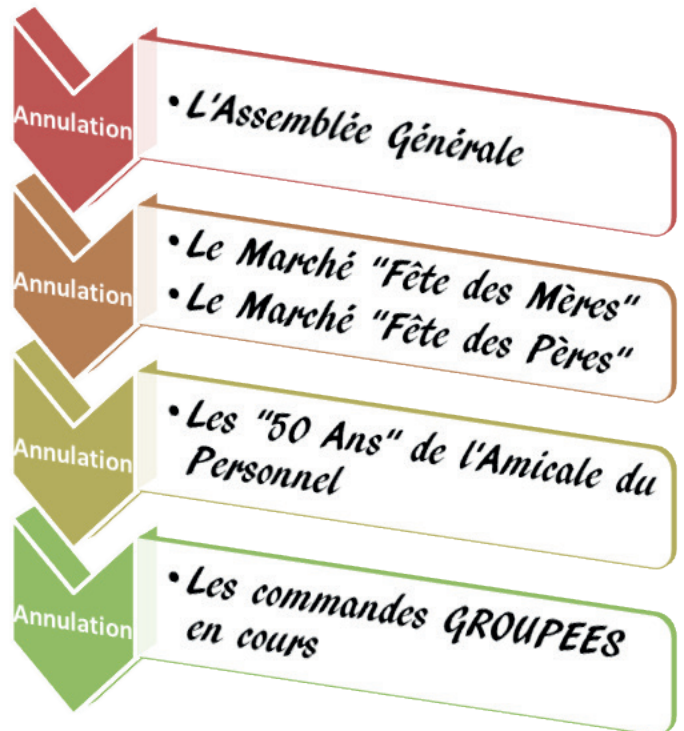 Annulation
• L'Assemblée Générale
Annulation
• Le Marché "Fête des Mères"
• Le Marché "Fête des Pères"
Annulation
• Les "50 Ans" de l'Amicale du
Personnel
Annulation
• Les commandes GROUPEES
en cours